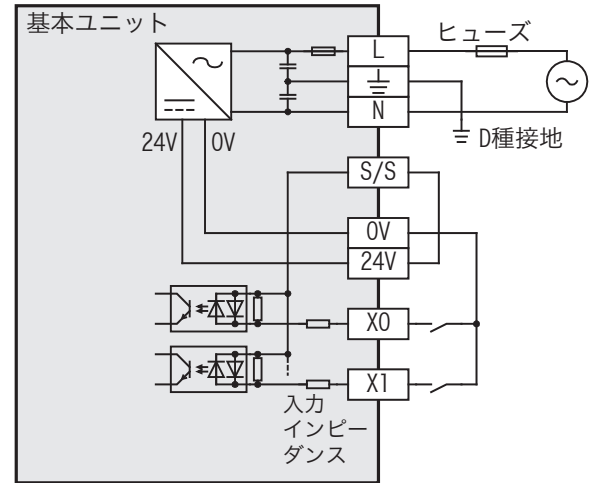 基本ユニット
ヒューズ
L
N
D種接地
24V
0V
S/S
0V
24V
X0
X1
入力
インピー
ダンス